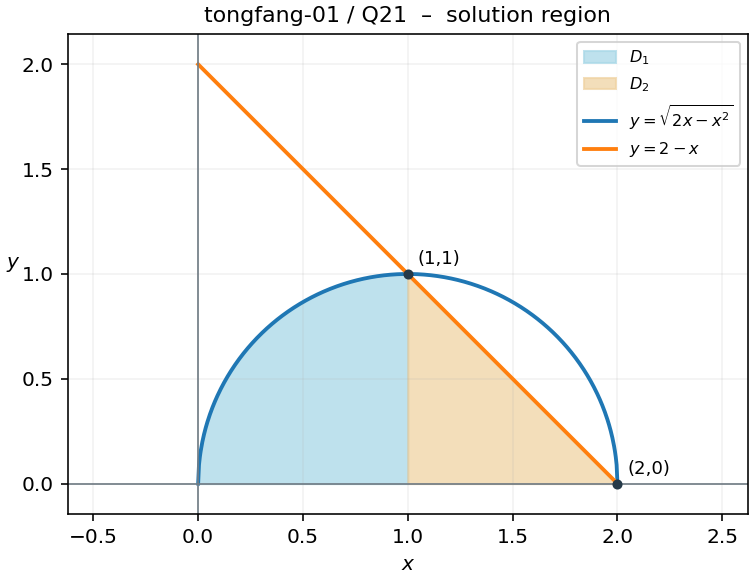 tongfang-01 / Q21 – solution region
D₁
D₂
y = √(2x − x²)
y = 2 − x
(1,1)
(2,0)
y
2.0
1.5
1.0
0.5
0.0
−0.5 0.0 0.5 1.0 1.5 2.0 2.5
x